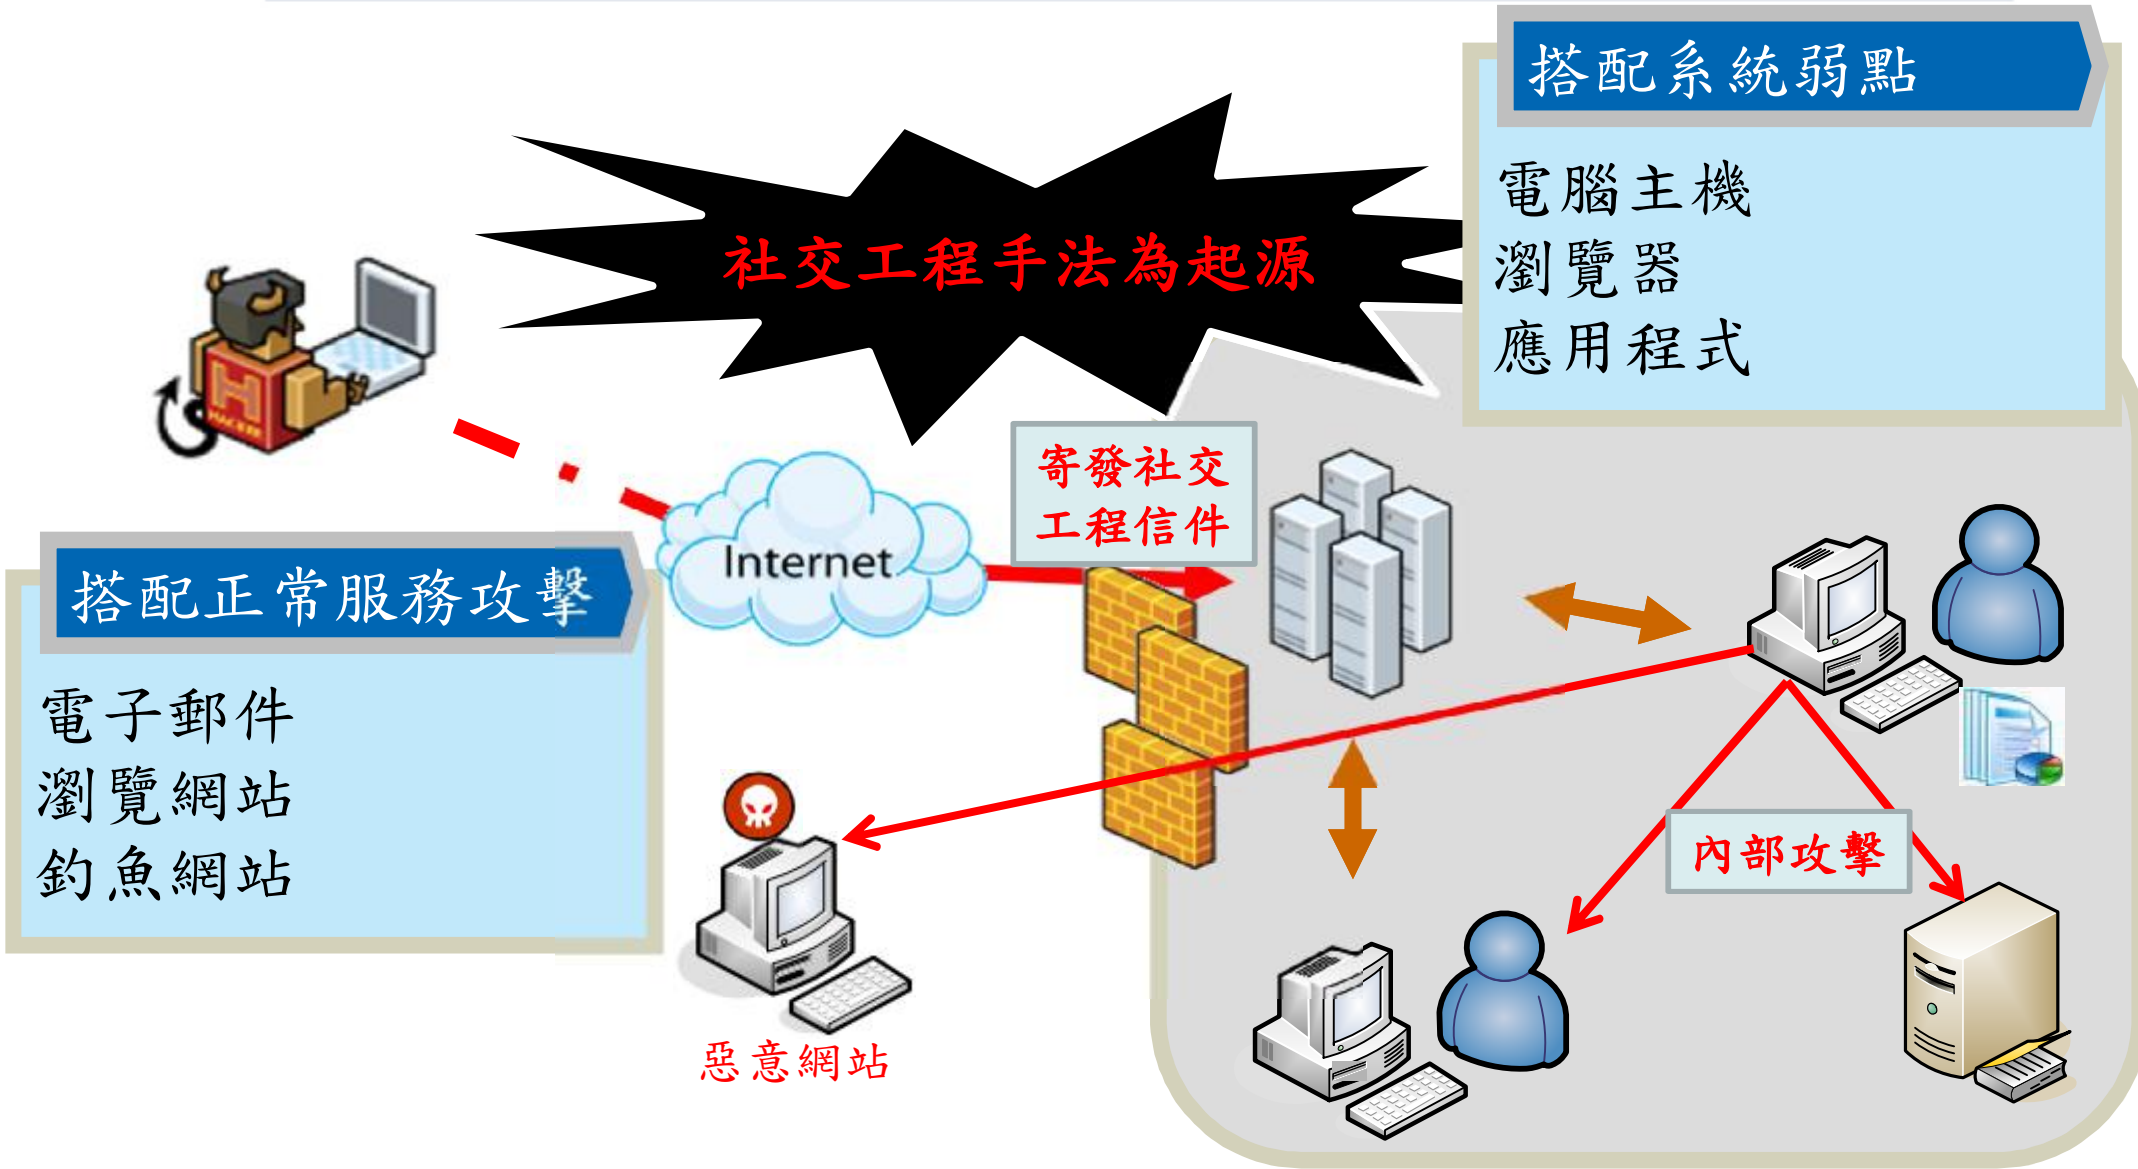 搭配系統弱點
電腦主機
瀏覽器
應用程式
社交工程手法為起源
H
HACKER
寄發社交
工程信件
Internet
搭配正常服務攻擊
電子郵件
瀏覽網站
釣魚網站
內部攻擊
惡意網站